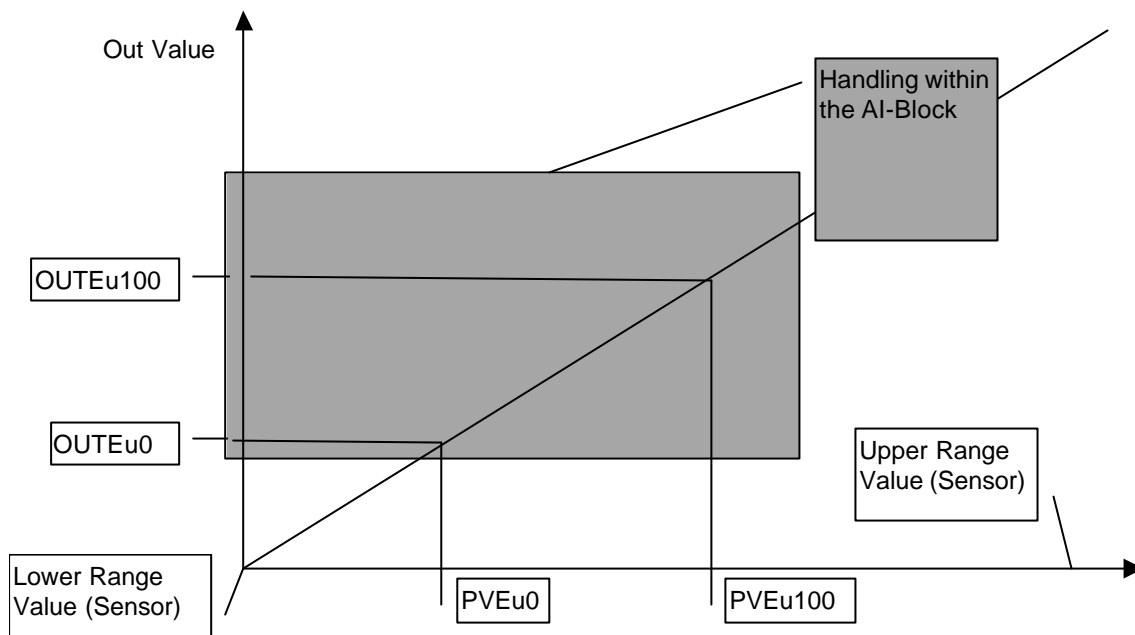 Out Value
Handling within
the AI-Block
OUTEu100
OUTEu0
Upper Range
Value (Sensor)
Lower Range
Value (Sensor)
PVEu0
PVEu100